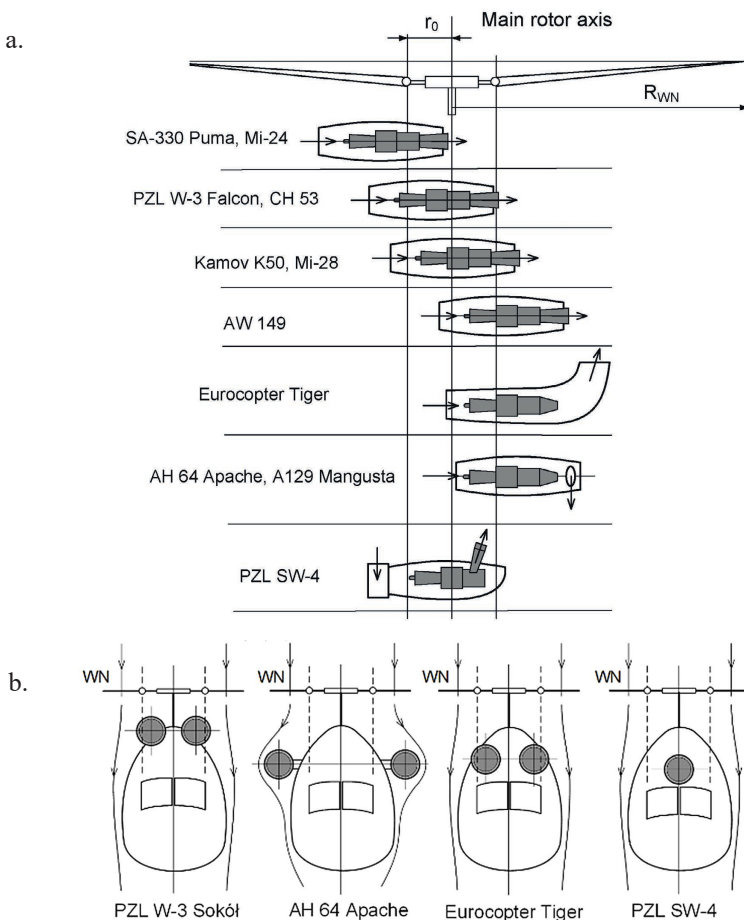 a.
r0
Main rotor axis
RWN
SA-330 Puma, Mi-24
PZL W-3 Falcon, CH 53
Kamov K50, Mi-28
AW 149
Eurocopter Tiger
AH 64 Apache, A129 Mangusta
PZL SW-4
b.
WN
WN
WN
WN
PZL W-3 Sokół
AH 64 Apache
Eurocopter Tiger
PZL SW-4